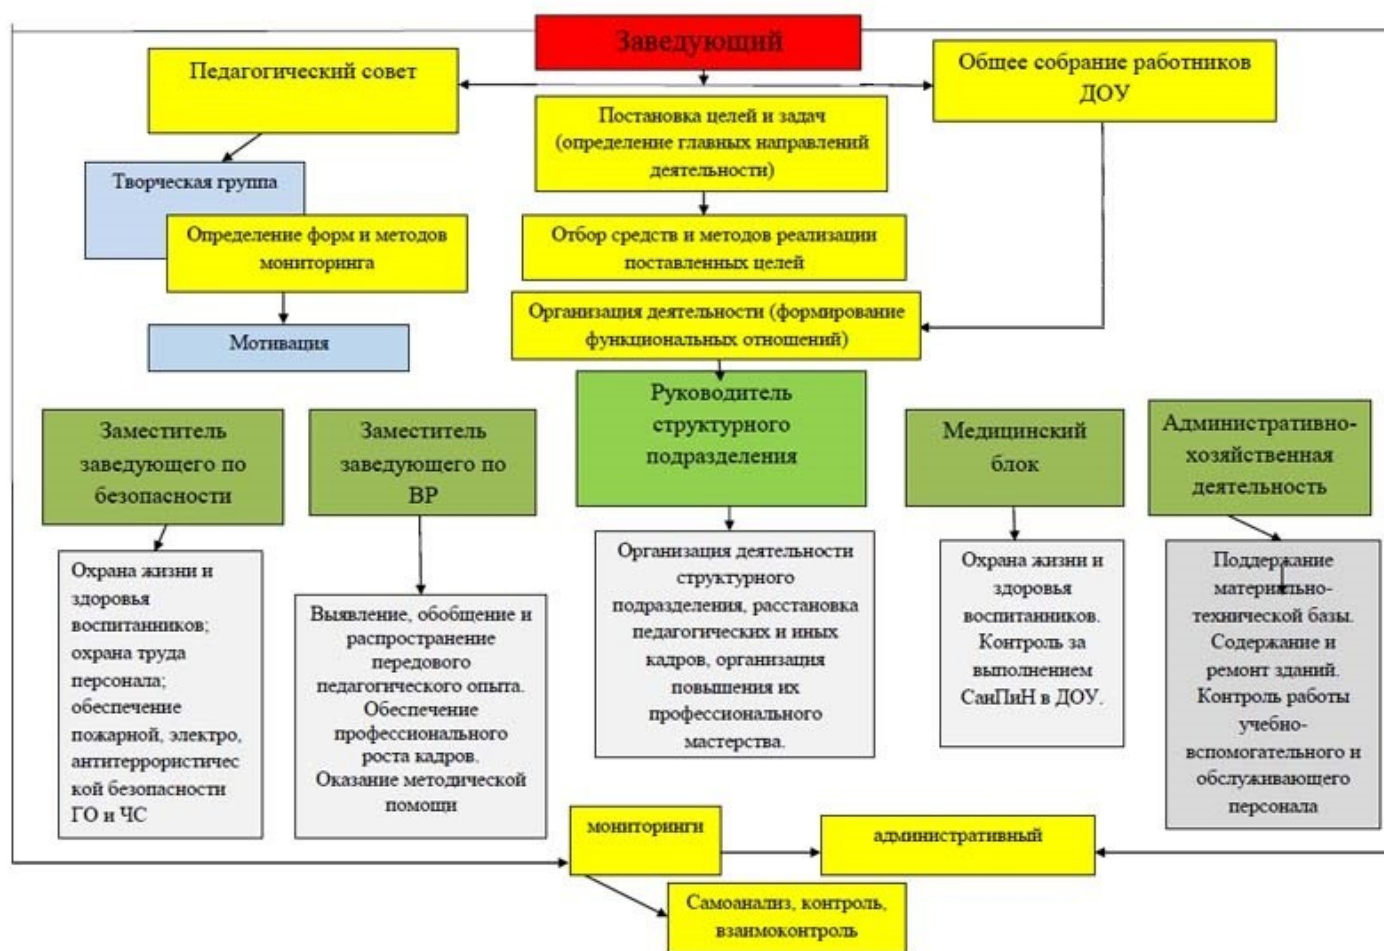 Заведующий
Педагогический совет
Общее собрание работников
ДОУ
Постановка целей и задач
(определение главных направлений
деятельности)
Творческая группа
Определение форм и методов
мониторинга
Отбор средств и методов реализации
поставленных целей
Организация деятельности (формирование
функциональных отношений)
Мотивация
Заместитель
заведующего по
безопасности
Заместитель
заведующего по
ВР
Руководитель
структурного
подразделения
Медицинский
блок
Административно-
хозяйственная
деятельность
Охрана жизни и
здоровья
воспитанников;
охрана труда
персонала;
обеспечение
пожарной, электро,
антитеррористичес
кой безопасности
ГО и ЧС
Выявление, обобщение и
распространение
передового
педагогического опыта.
Обеспечение
профессионального
роста кадров.
Оказание методической
помощи
Организация деятельности
структурного
подразделения, расстановка
педагогических и иных
кадров, организация
повышения их
профессионального
мастерства.
Охрана жизни и
здоровья
воспитанников.
Контроль за
выполнением
СанПиН в ДОУ.
Поддержание
материально-
технической базы.
Содержание и
ремонт зданий.
Контроль работы
учебно-
вспомогательного и
обслуживающего
персонала
мониторинги
административный
Самоанализ, контроль,
взаимоконтроль